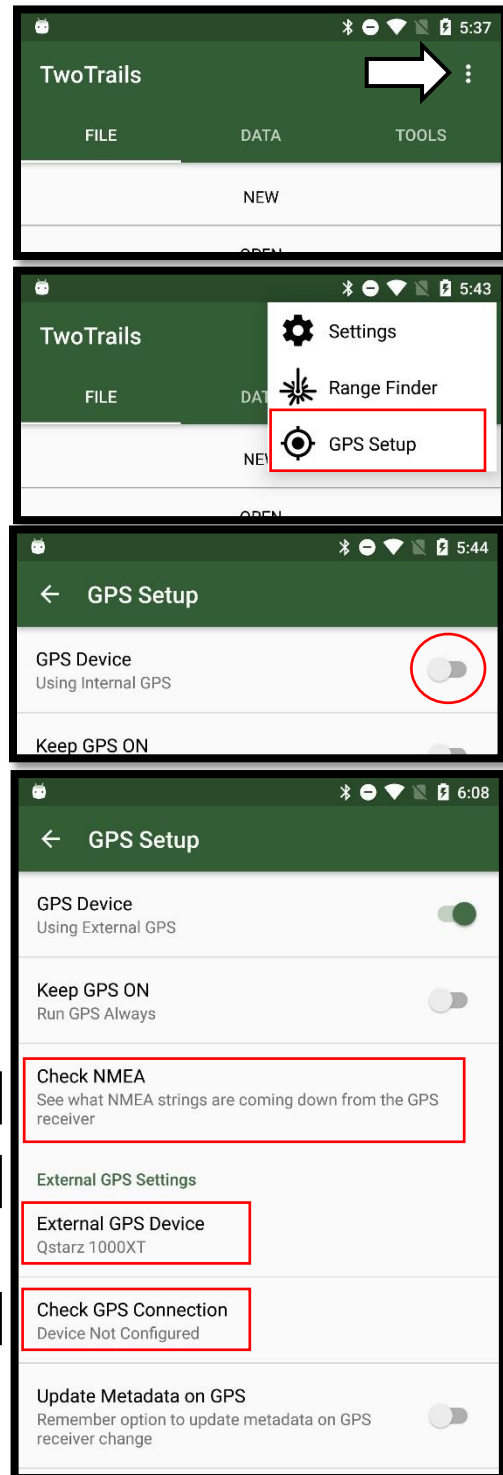 5:37
TwoTrails
FILE DATA TOOLS
NEW
5:43
TwoTrails
Settings
FILE
Range Finder
GPS Setup
5:44
GPS Setup
GPS Device
Using Internal GPS
Keep GPS ON
6:08
GPS Setup
GPS Device
Using External GPS
Keep GPS ON
Run GPS Always
Check NMEA
See what NMEA strings are coming down from the GPS
receiver
External GPS Settings
External GPS Device
Qstarz 1000XT
Check GPS Connection
Device Not Configured
Update Metadata on GPS
Remember option to update metadata on GPS
receiver change